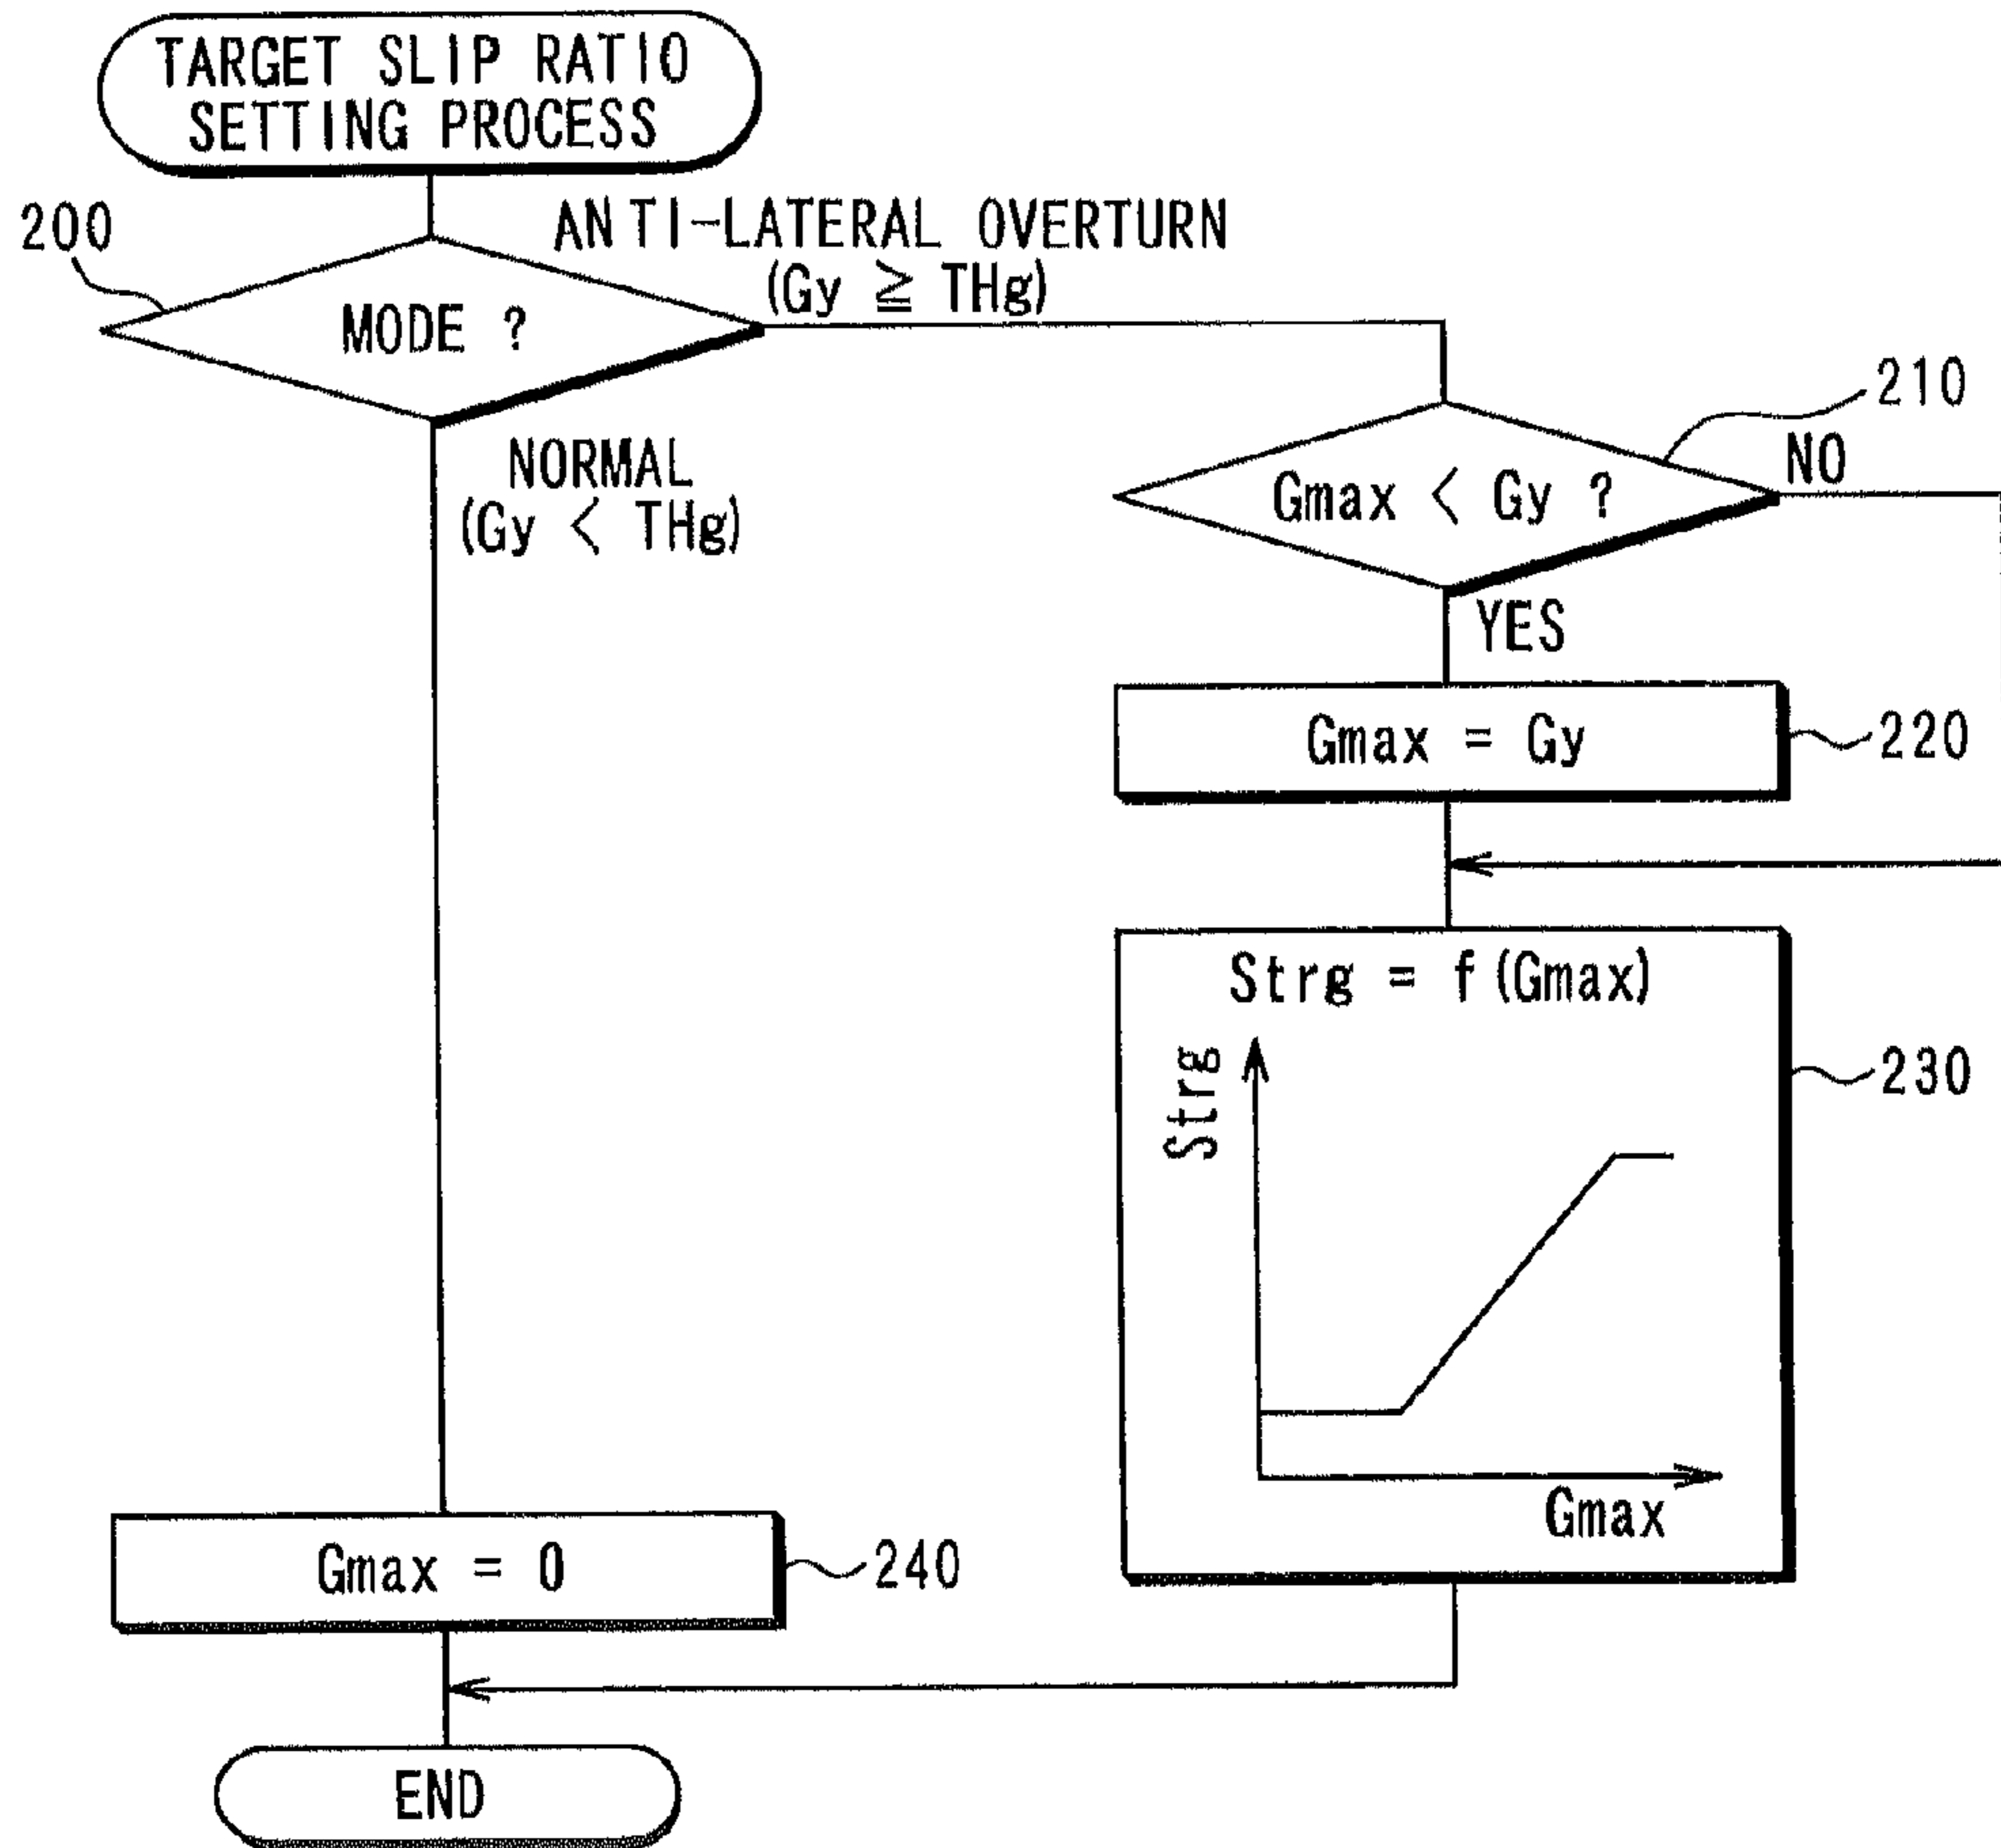 TARGET SLIP RATIO
SETTING PROCESS
200
ANTI-LATERAL OVERTURN
(Gy ≧ THg)
MODE ?
NORMAL
(Gy < THg)
210
NO
Gmax < Gy ?
YES
Gmax = Gy
220
Strg = f(Gmax)
Strg
230
Gmax
Gmax = 0
240
END